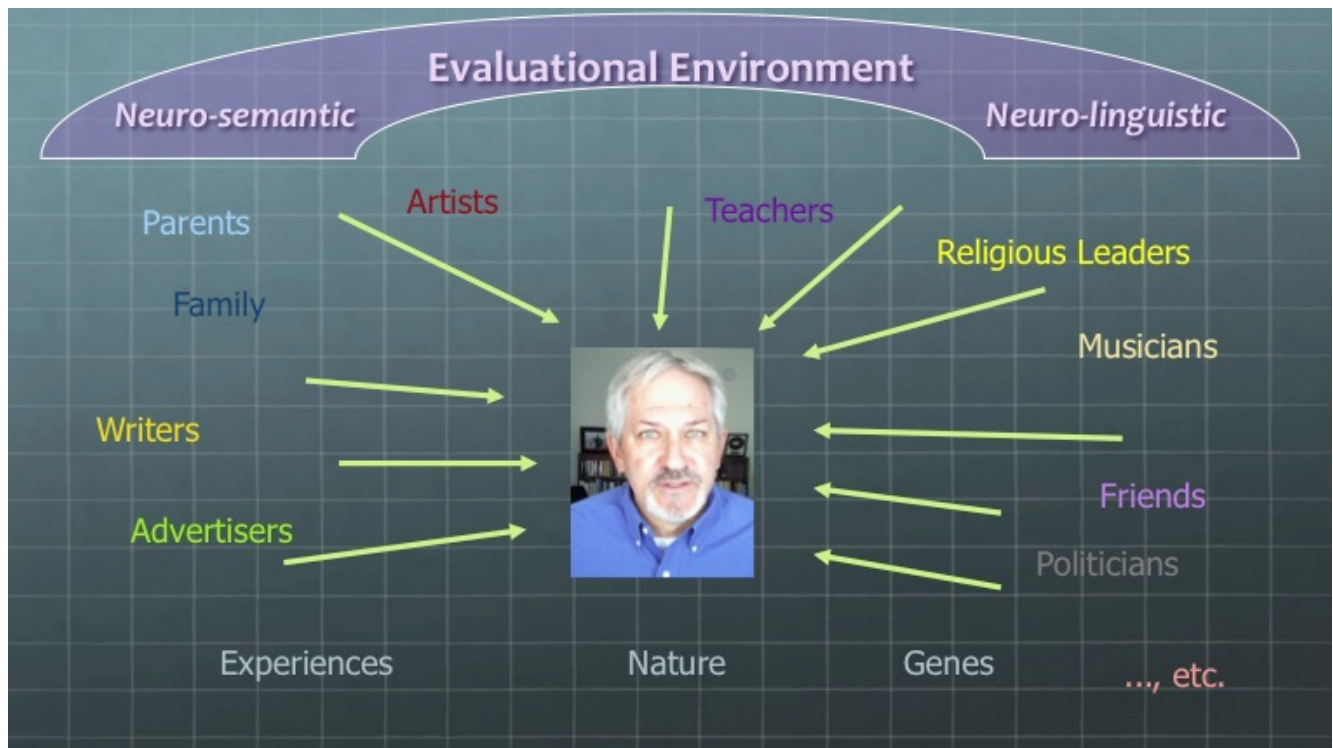 Evaluational Environment
Neuro-semantic
Neuro-linguistic
Artists
Teachers
Parents
Religious Leaders
Family
Musicians
Writers
Friends
Advertisers
Politicians
Experiences
Nature
Genes
..., etc.